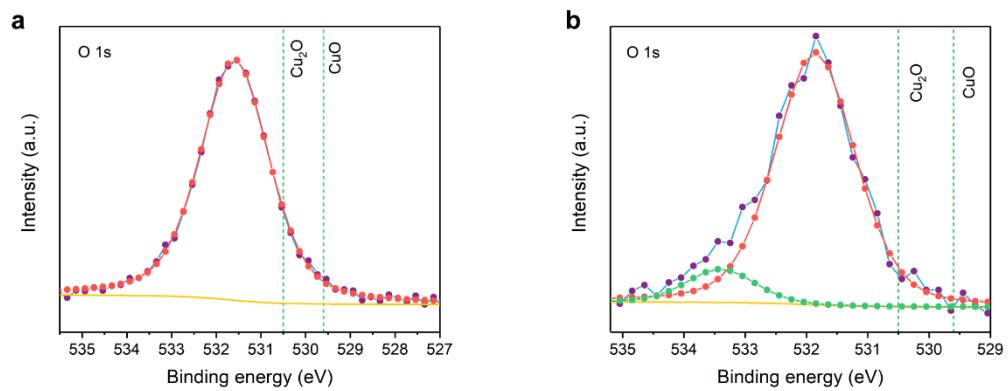 a
O 1s
Cu₂O
CuO
Intensity (a.u.)
535 534 533 532 531 530 529 528 527
Binding energy (eV)
b
O 1s
Cu₂O
CuO
Intensity (a.u.)
535 534 533 532 531 530 529
Binding energy (eV)